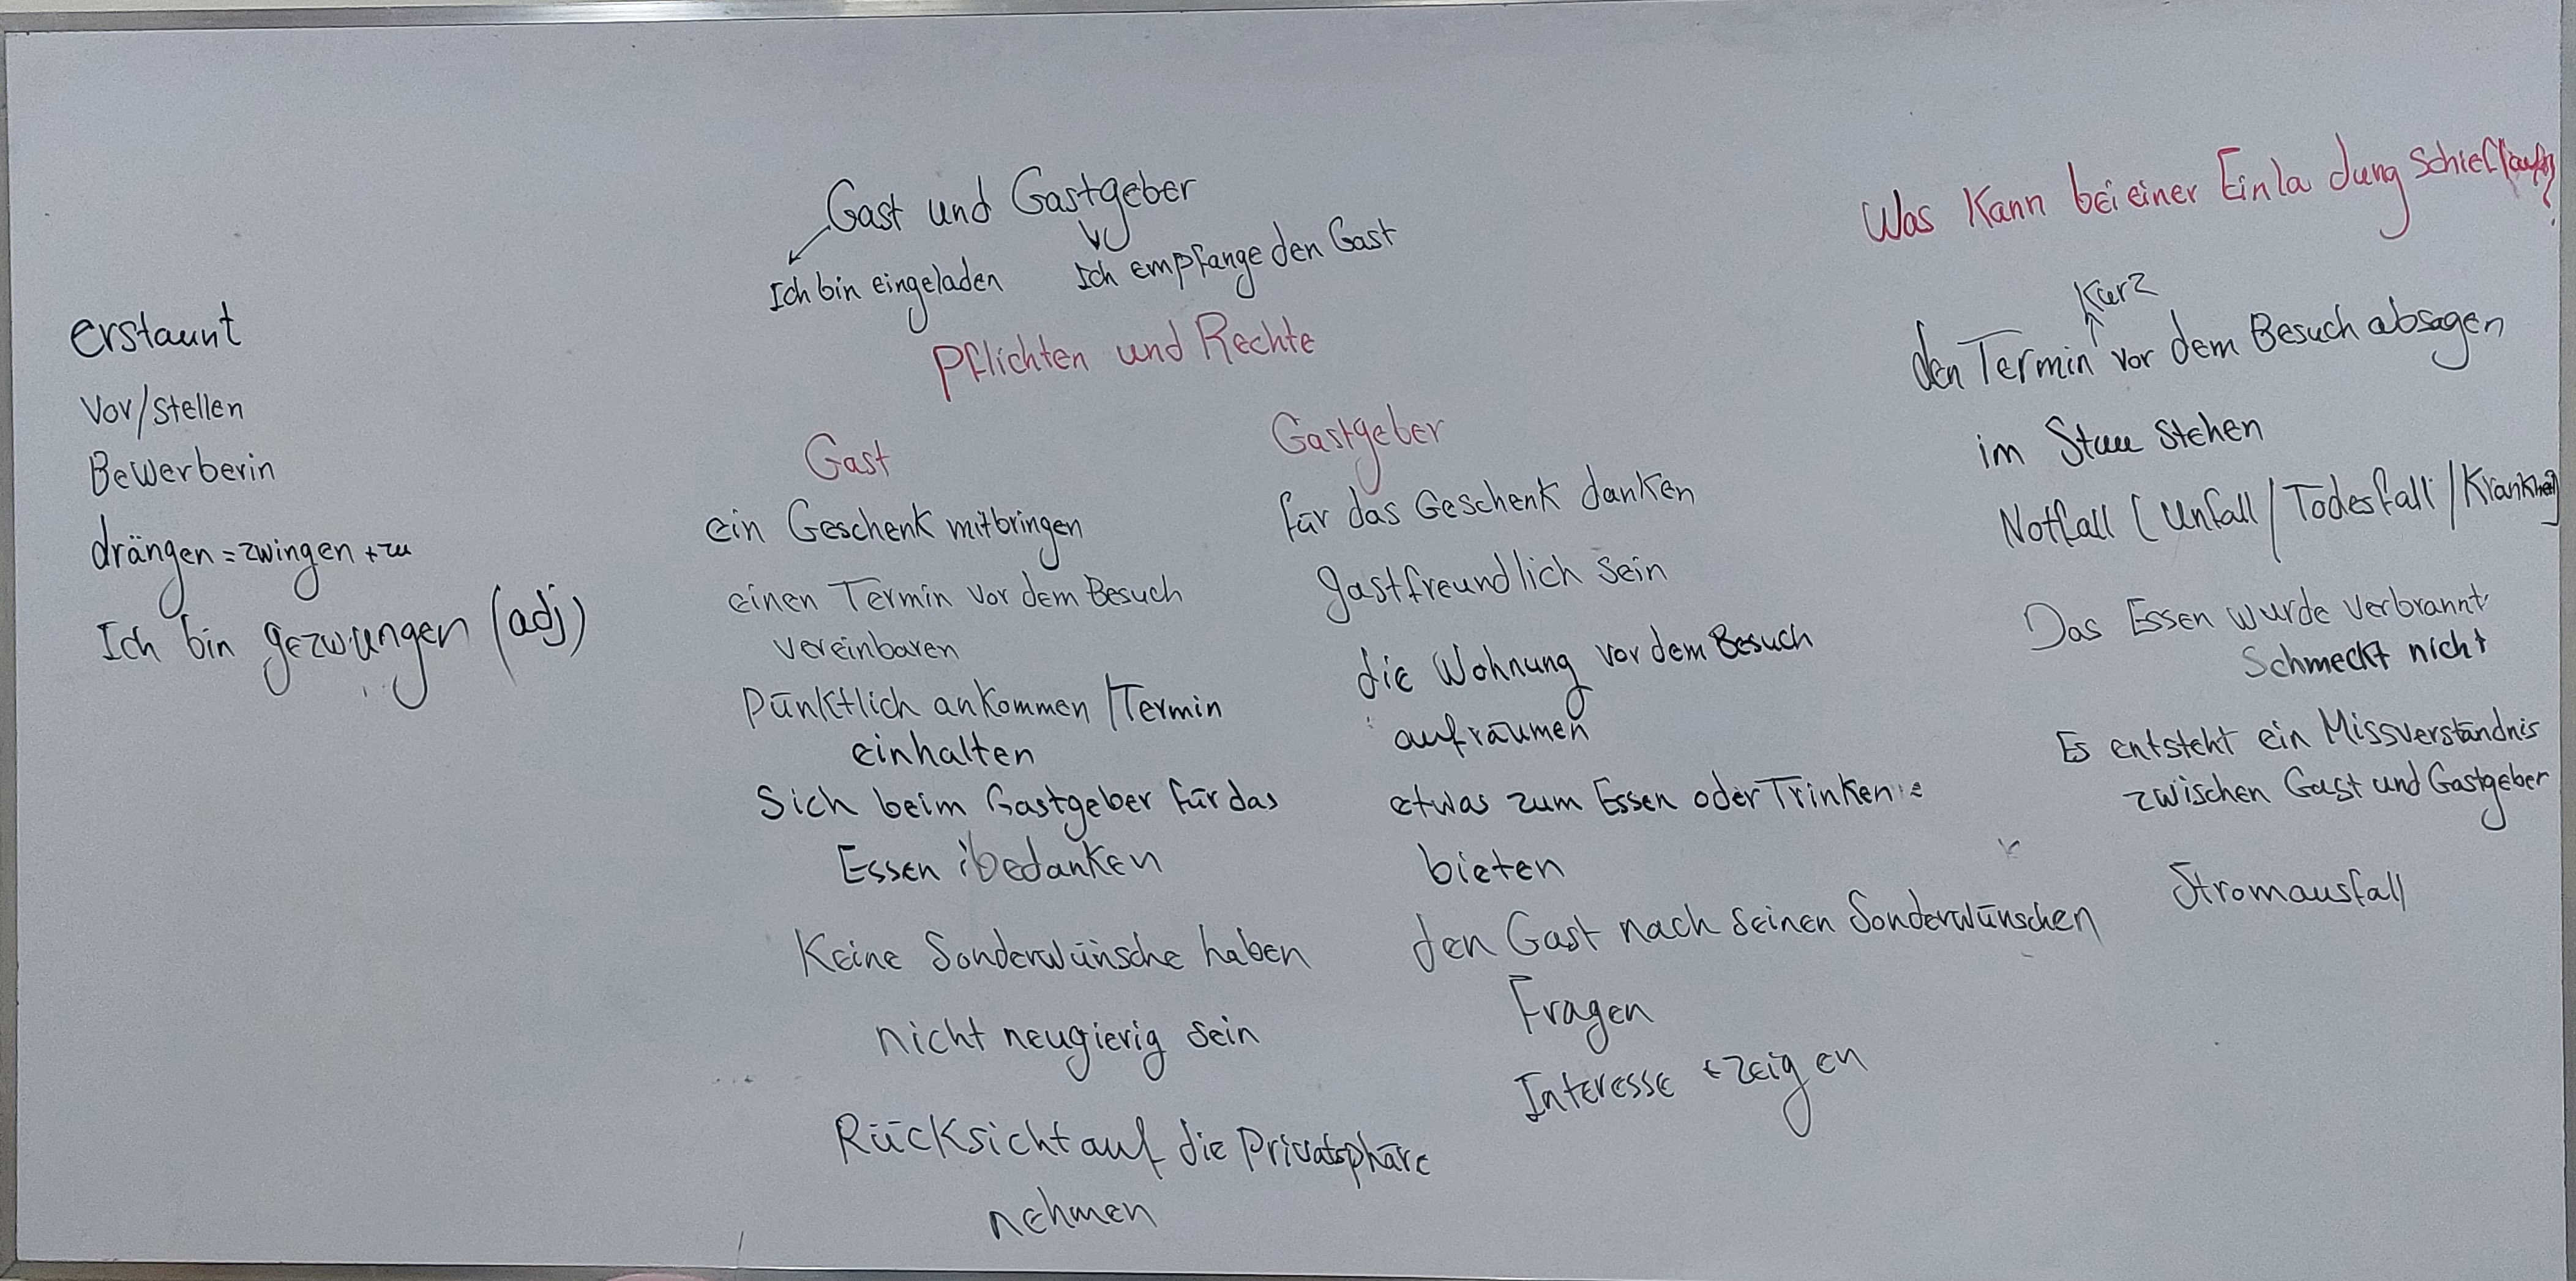 erstaunt
Vor/stellen
Bewerberin
drängen = zwingen + zu
Ich bin gezwungen (adj)
Gast und Gastgeber
Ich bin eingeladen
Ich empfange den Gast
Pflichten und Rechte
Gast
ein Geschenk mitbringen
einen Termin vor dem Besuch
vereinbaren
Pünktlich ankommen / Termin
einhalten
Sich beim Gastgeber für das
Essen bedanken
Keine Sonderwünsche haben
nicht neugierig sein
Rücksicht auf die Privatsphäre
nehmen
Gastgeber
für das Geschenk danken
gastfreundlich sein
die Wohnung vor dem Besuch
aufräumen
etwas zum Essen oder Trinken
bieten
den Gast nach seinen Sonderwünschen
Fragen
Interesse zeigen
Was Kann bei einer Einladung schieflaufen?
Kurz
den Termin vor dem Besuch absagen
im Stau stehen
Notfall (Unfall / Todesfall / Krankheit)
Das Essen wurde verbrannt
Schmeckt nicht
Es entsteht ein Missverständnis
zwischen Gast und Gastgeber
Stromausfall